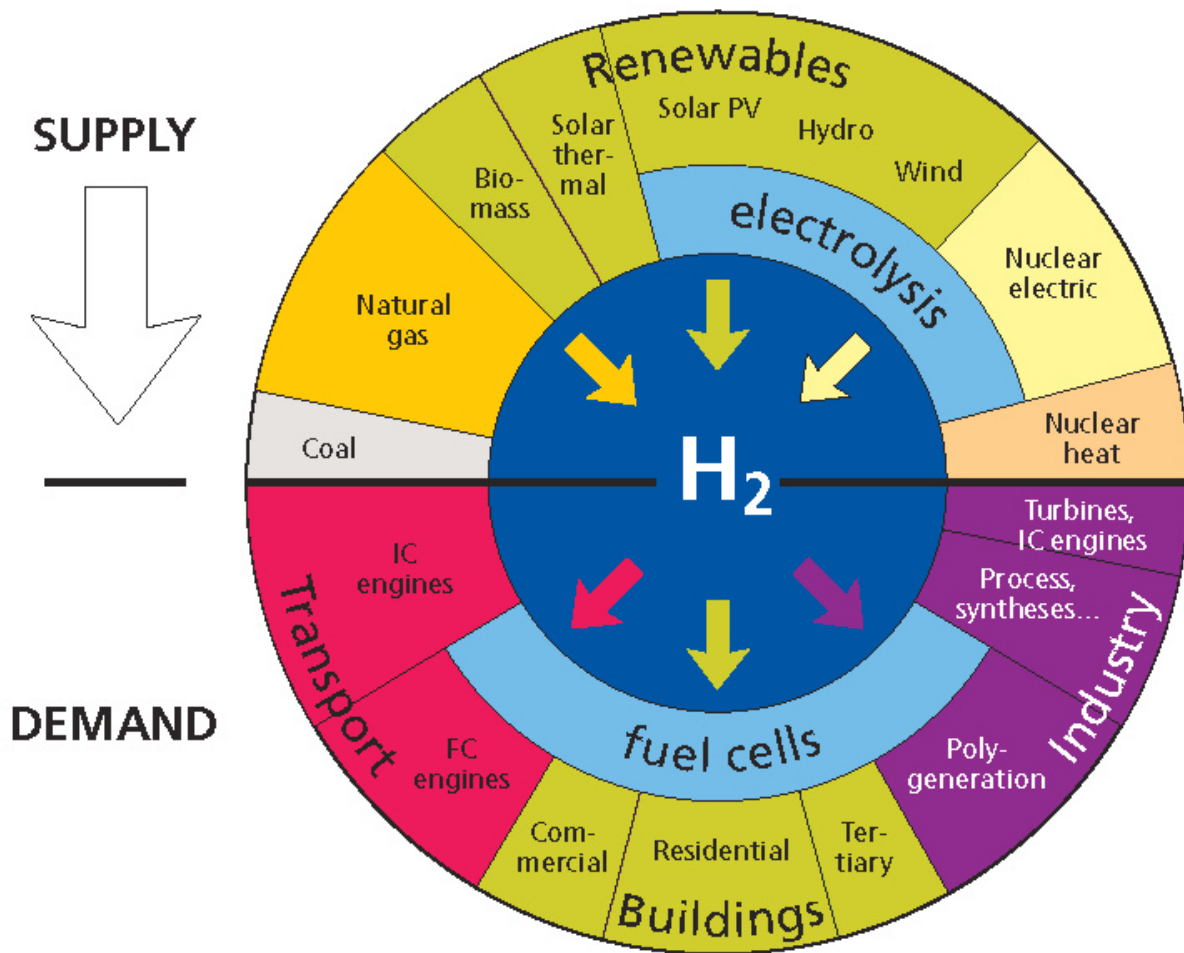 SUPPLY
Renewables
Solar PV
Hydro
Wind
Solar
ther-
mal
Bio-
mass
electrolysis
Nuclear
electric
Natural
gas
Nuclear
heat
Coal
H2
Turbines,
IC engines
IC
engines
Process,
syntheses...
Transport
Industry
DEMAND
fuel cells
FC
engines
Poly-
generation
Com-
mercial
Residential
Ter-
tiary
Buildings